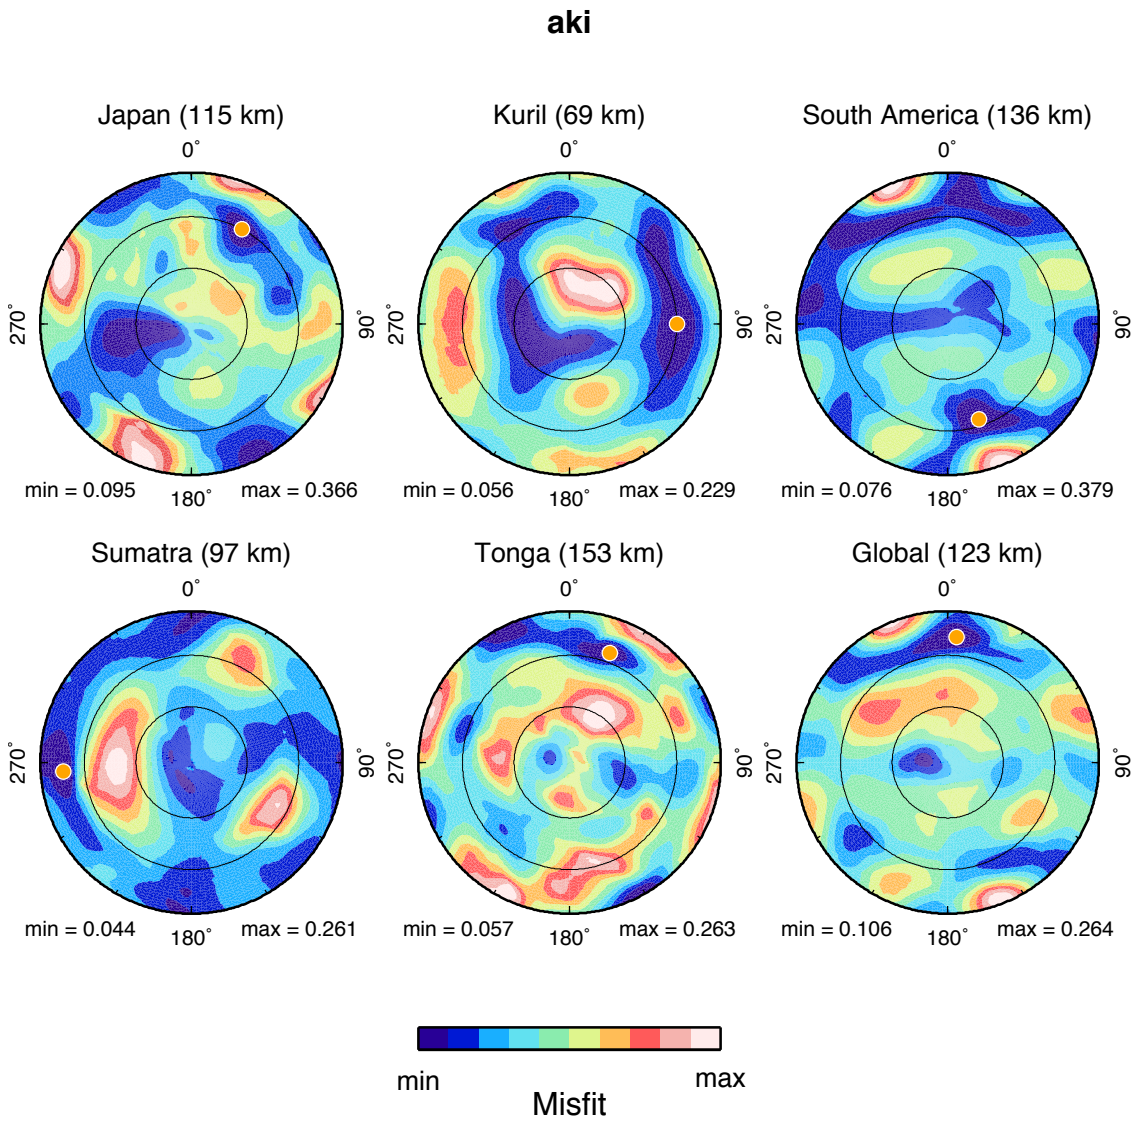 aki
Japan (115 km)
Kuril (69 km)
South America (136 km)
0°
0°
0°
270°
90°
270°
90°
270°
90°
min = 0.095
180°
max = 0.366
min = 0.056
180°
max = 0.229
min = 0.076
180°
max = 0.379
Sumatra (97 km)
Tonga (153 km)
Global (123 km)
0°
0°
0°
270°
90°
270°
90°
270°
90°
min = 0.044
180°
max = 0.261
min = 0.057
180°
max = 0.263
min = 0.106
180°
max = 0.264
min
max
Misfit